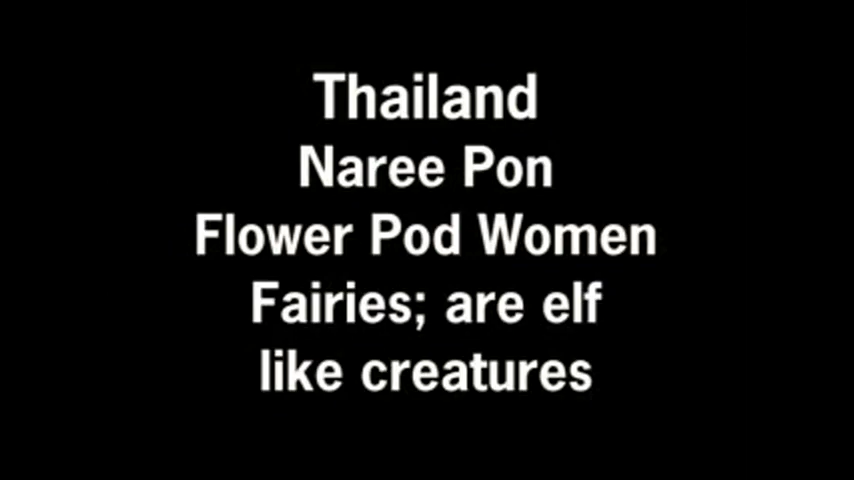 Thailand
Naree Pon
Flower Pod Women
Fairies; are elf
like creatures